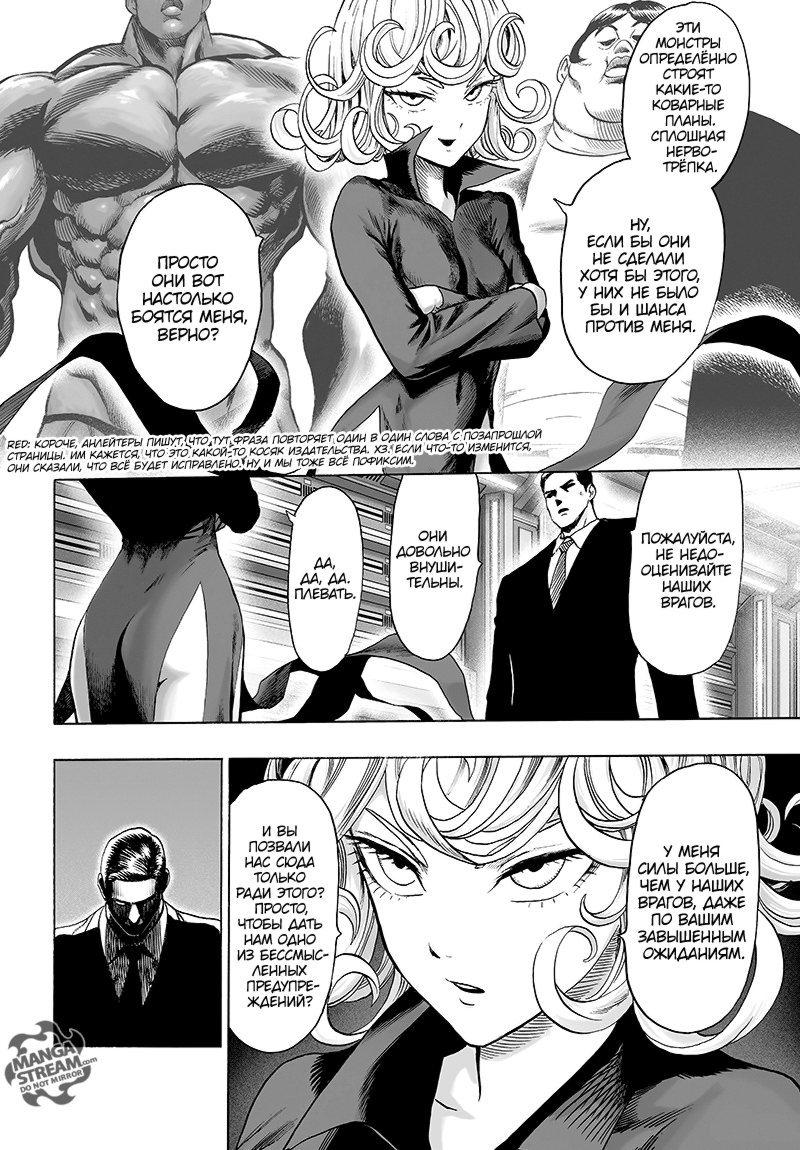 ЭТИ
МОНСТРЫ
ОПРЕДЕЛЁННО
СТРОЯТ
КАКИЕ-ТО
КОВАРНЫЕ
ПЛАНЫ.
СПЛОШНАЯ
НЕРВО-
ТРЁПКА.
НУ,
ЕСЛИ БЫ ОНИ
НЕ СДЕЛАЛИ
ХОТЯ БЫ ЭТОГО,
У НИХ НЕ БЫЛО
БЫ И ШАНСА
ПРОТИВ МЕНЯ.
ПРОСТО
ОНИ ВОТ
НАСТОЛЬКО
БОЯТСЯ МЕНЯ,
ВЕРНО?
RED: КОРОЧЕ, АНЛЕЙТЕРЫ ПИШУТ, ЧТО ТУТ ФРАЗА ПОВТОРЯЕТ ОДИН В ОДИН СЛОВА С ПОЗАПРОШЛОЙ
СТРАНИЦЫ. ИМ КАЖЕТСЯ, ЧТО ЭТО КАКОЙ-ТО КОСЯК ИЗДАТЕЛЬСТВА. ХЗ. ЕСЛИ ЧТО-ТО ИЗМЕНИТСЯ,
ОНИ СКАЗАЛИ, ЧТО ВСЁ БУДЕТ ИСПРАВЛЕНО. НУ И МЫ ТОЖЕ ВСЁ ПОФИКСИМ.
ПОЖАЛУЙСТА,
НЕ НЕДО-
ОЦЕНИВАЙТЕ
НАШИХ
ВРАГОВ.
ОНИ
ДОВОЛЬНО
ВНУШИ-
ТЕЛЬНЫ.
ДА,
ДА, ДА.
ПЛЕВАТЬ.
У МЕНЯ
СИЛЫ БОЛЬШЕ,
ЧЕМ У НАШИХ
ВРАГОВ, ДАЖЕ
ПО ВАШИМ
ЗАВЫШЕННЫМ
ОЖИДАНИЯМ.
И ВЫ
ПОЗВАЛИ
НАС СЮДА
ТОЛЬКО
РАДИ ЭТОГО?
ПРОСТО,
ЧТОБЫ ДАТЬ
НАМ ОДНО
ИЗ БЕССМЫС-
ЛЕННЫХ
ПРЕДУПРЕ-
ЖДЕНИЙ?
MANGA
STREAM.com
DO NOT MIRROR